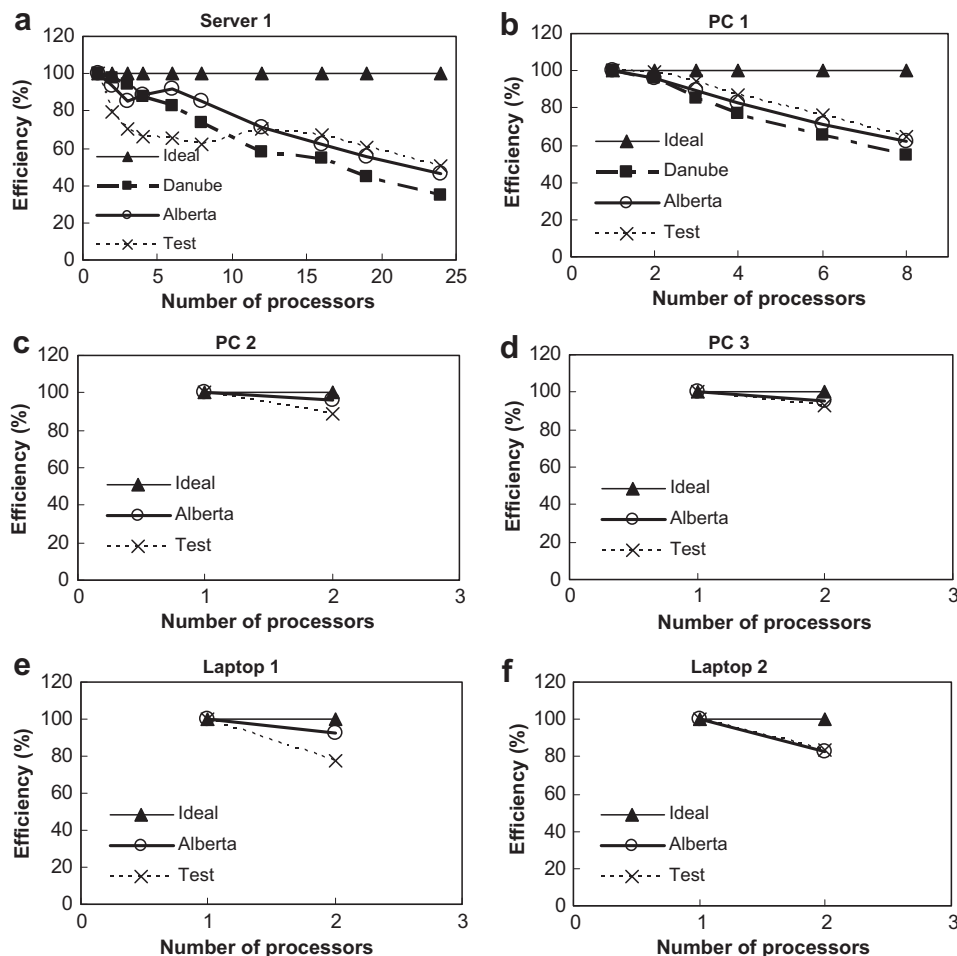 a
Server 1
120
100
80
60
40
20
0
Efficiency (%)
Ideal
Danube
Alberta
Test
0 5 10 15 20 25
Number of processors
b
PC 1
120
100
80
60
40
20
0
Efficiency (%)
Ideal
Danube
Alberta
Test
0 2 4 6 8
Number of processors
c
PC 2
120
100
80
60
40
20
0
Efficiency (%)
Ideal
Alberta
Test
0 1 2 3
Number of processors
d
PC 3
120
100
80
60
40
20
0
Efficiency (%)
Ideal
Alberta
Test
0 1 2 3
Number of processors
e
Laptop 1
120
100
80
60
40
20
0
Efficiency (%)
Ideal
Alberta
Test
0 1 2 3
Number of processors
f
Laptop 2
120
100
80
60
40
20
0
Efficiency (%)
Ideal
Alberta
Test
0 1 2 3
Number of processors